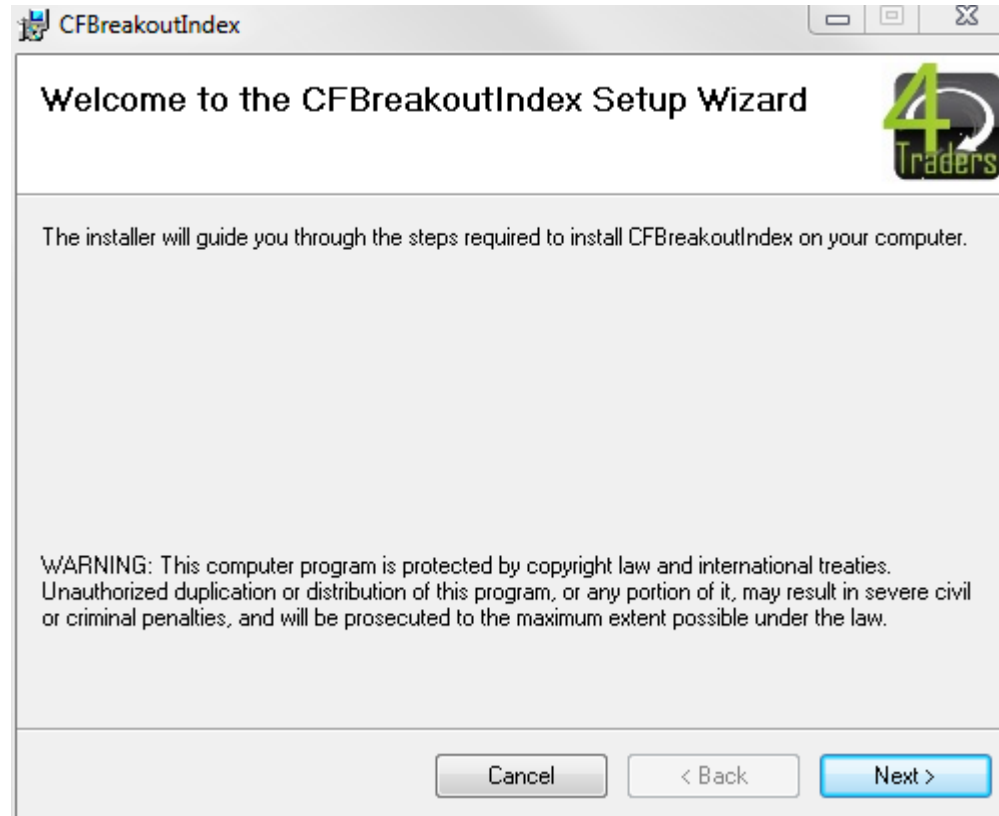 CFBreakoutIndex
Welcome to the CFBreakoutIndex Setup Wizard
4
Traders
The installer will guide you through the steps required to install CFBreakoutIndex on your computer.
WARNING: This computer program is protected by copyright law and international treaties.
Unauthorized duplication or distribution of this program, or any portion of it, may result in severe civil
or criminal penalties, and will be prosecuted to the maximum extent possible under the law.
Cancel < Back Next >